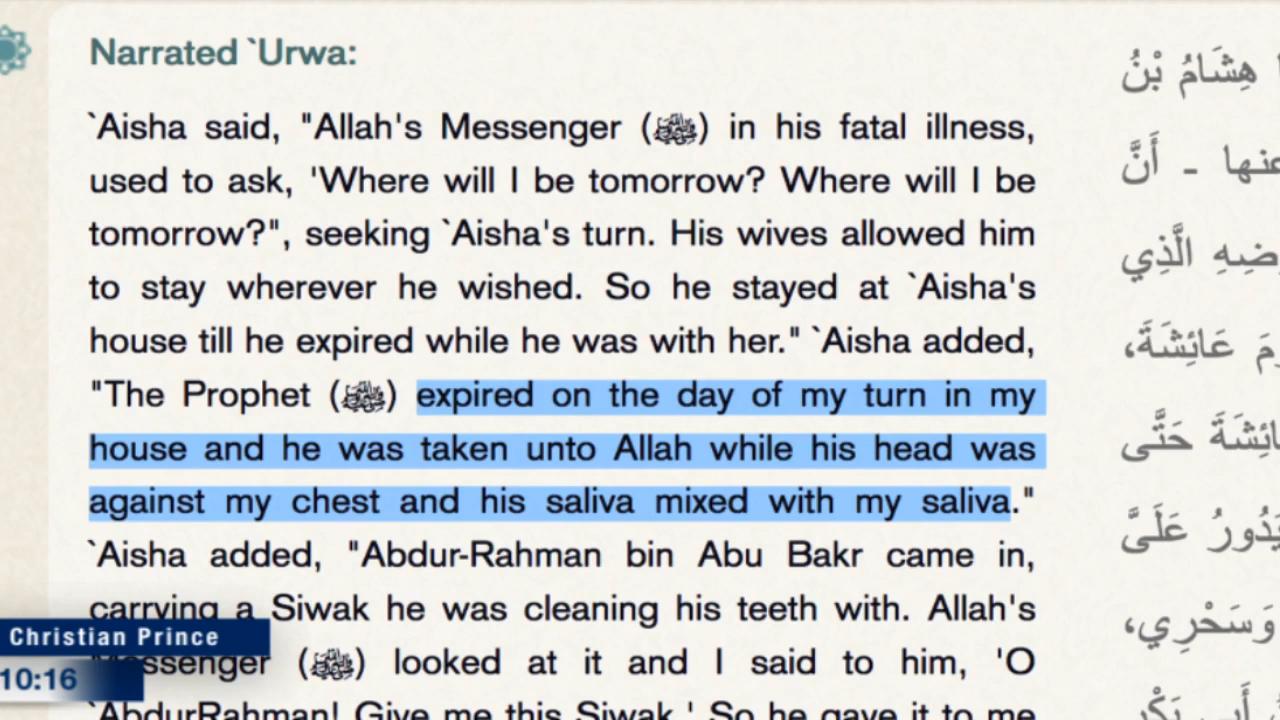 Narrated `Urwa:
`Aisha said, "Allah's Messenger (ﷺ) in his fatal illness,
used to ask, 'Where will I be tomorrow? Where will I be
tomorrow?", seeking `Aisha's turn. His wives allowed him
to stay wherever he wished. So he stayed at `Aisha's
house till he expired while he was with her." `Aisha added,
"The Prophet (ﷺ) expired on the day of my turn in my
house and he was taken unto Allah while his head was
against my chest and his saliva mixed with my saliva."
`Aisha added, "Abdur-Rahman bin Abu Bakr came in,
carrying a Siwak he was cleaning his teeth with. Allah's
Messenger (ﷺ) looked at it and I said to him, 'O
`AbdurRahman! Give me this Siwak.' So he gave it to me
هِشَامُ بْنُ
عنها - أَنَّ
ضِهِ الَّذِي
عَائِشَةَ،
حَتَّى
يَدُورُ عَلَىَّ
وَسَحْرِي،
Christian Prince
10:16